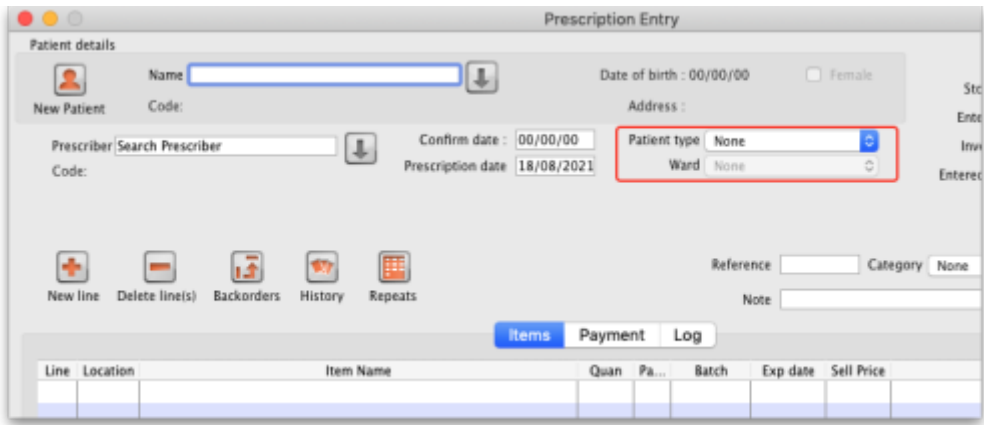 Prescription Entry
Patient details
Name
Date of birth : 00/00/00
Female
New Patient
Code:
Address :
Prescriber Search Prescriber
Code:
Confirm date : 00/00/00
Prescription date 18/08/2021
Patient type None
Ward None
Entered
New line
Delete line(s)
Backorders
History
Repeats
Reference
Category None
Note
Items
Payment
Log
Line
Location
Item Name
Quan
Pa...
Batch
Exp date
Sell Price